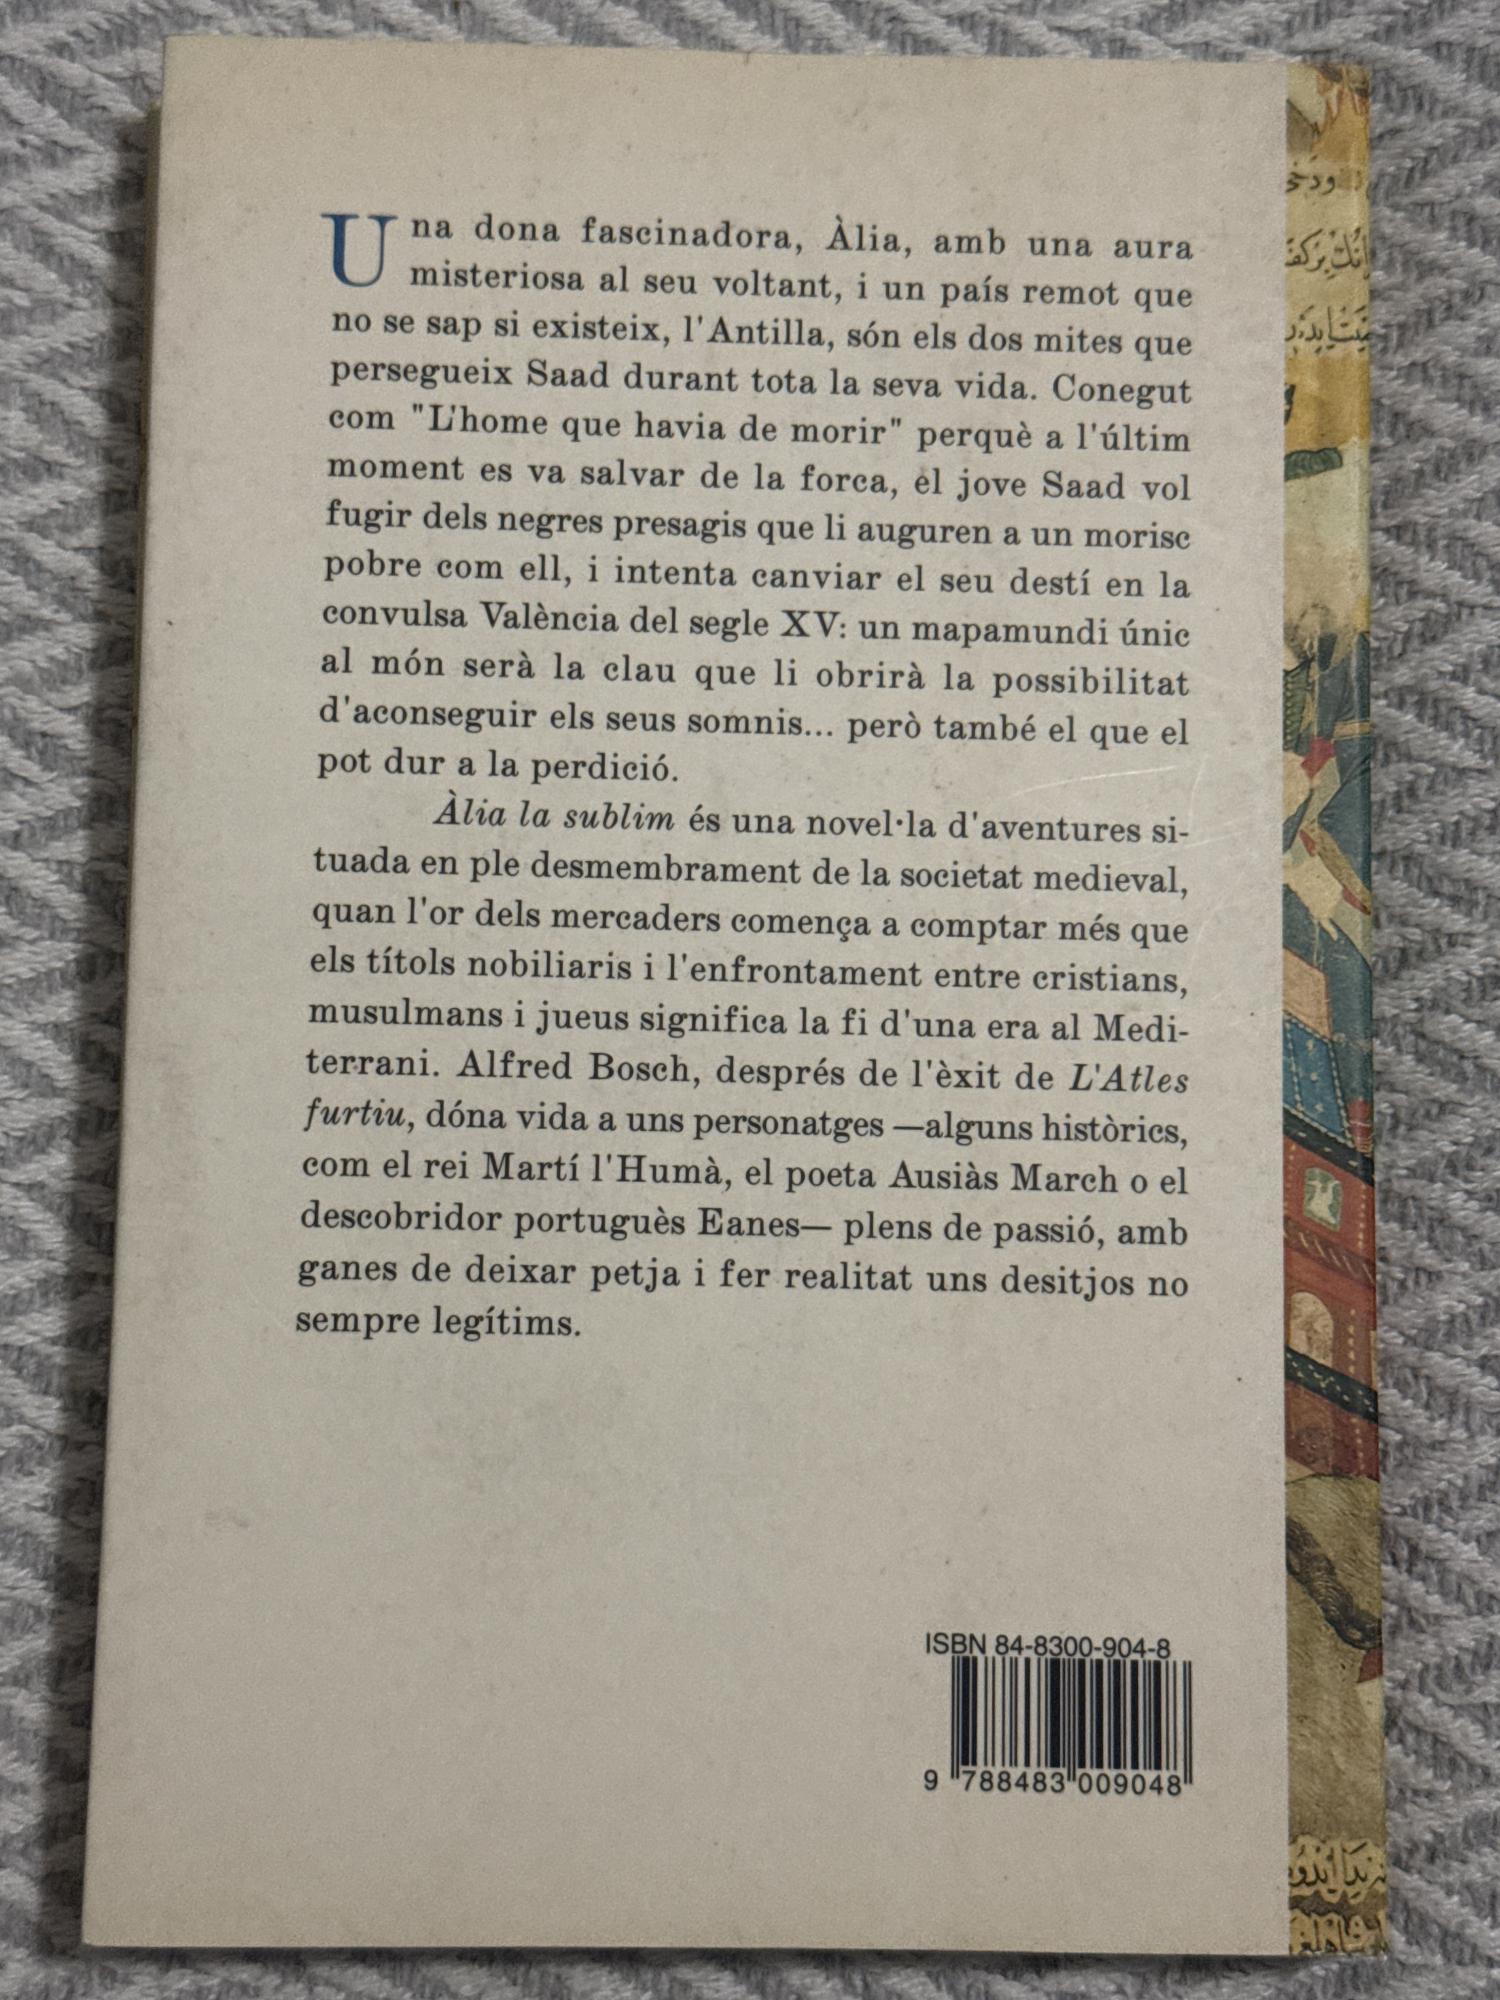 Una dona fascinadora, Àlia, amb una aura
misteriosa al seu voltant, i un país remot que
no se sap si existeix, l'Antilla, són els dos mites que
persegueix Saad durant tota la seva vida. Conegut
com "L'home que havia de morir" perquè a l'últim
moment es va salvar de la forca, el jove Saad vol
fugir dels negres presagis que li auguren a un morisc
pobre com ell, i intenta canviar el seu destí en la
convulsa València del segle XV: un mapamundi únic
al món serà la clau que li obrirà la possibilitat
d'aconseguir els seus somnis... però també el que el
pot dur a la perdició.
Àlia la sublim és una novel·la d'aventures si-
tuada en ple desmembrament de la societat medieval,
quan l'or dels mercaders comença a comptar més que
els títols nobiliaris i l'enfrontament entre cristians,
musulmans i jueus significa la fi d'una era al Medi-
terrani. Alfred Bosch, després de l'èxit de L'Atles
furtiu, dóna vida a uns personatges —alguns històrics,
com el rei Martí l'Humà, el poeta Ausiàs March o el
descobridor portuguès Eanes— plens de passió, amb
ganes de deixar petja i fer realitat uns desitjos no
sempre legítims.
ISBN 84-8300-904-8
9 788483 009048